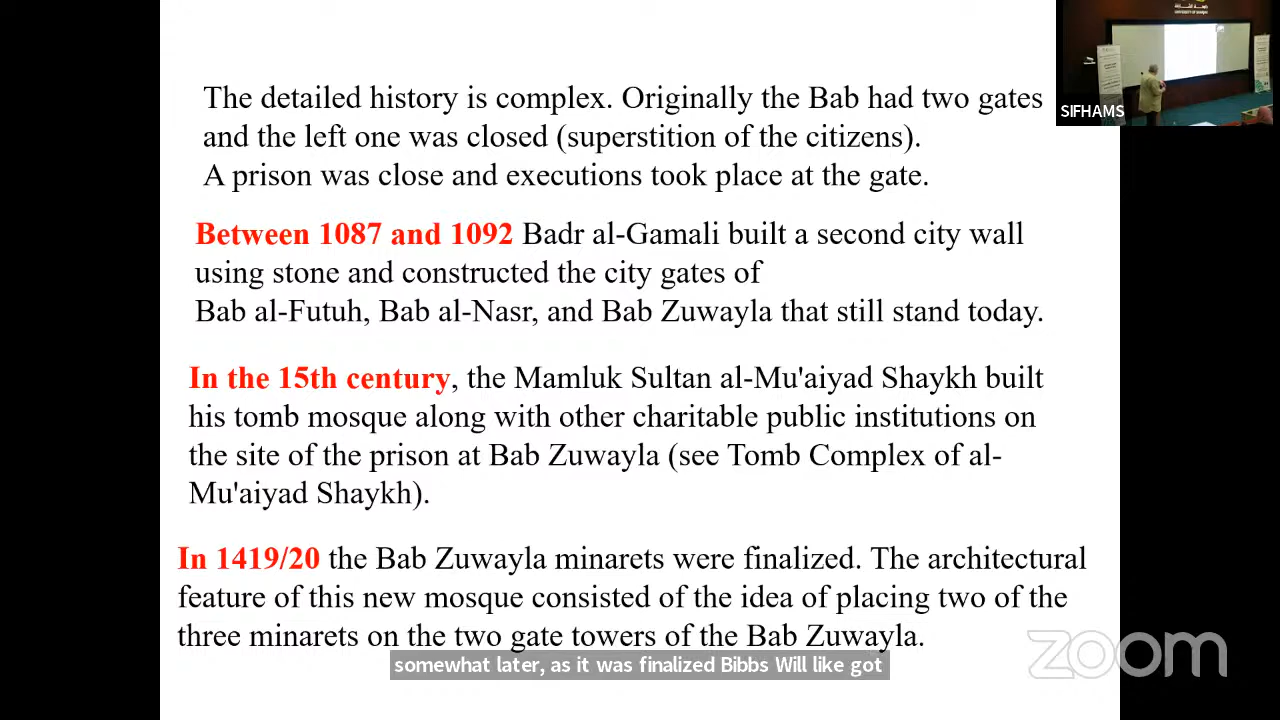 The detailed history is complex. Originally the Bab had two gates
and the left one was closed (superstition of the citizens).
A prison was close and executions took place at the gate.
Between 1087 and 1092 Badr al-Gamali built a second city wall
using stone and constructed the city gates of
Bab al-Futuh, Bab al-Nasr, and Bab Zuwayla that still stand today.
In the 15th century, the Mamluk Sultan al-Mu'aiyad Shaykh built
his tomb mosque along with other charitable public institutions on
the site of the prison at Bab Zuwayla (see Tomb Complex of al-
Mu'aiyad Shaykh).
In 1419/20 the Bab Zuwayla minarets were finalized. The architectural
feature of this new mosque consisted of the idea of placing two of the
three minarets on the two gate towers of the Bab Zuwayla.
somewhat later, as it was finalized Bibbs Will like got
zoom
SIFHAMS